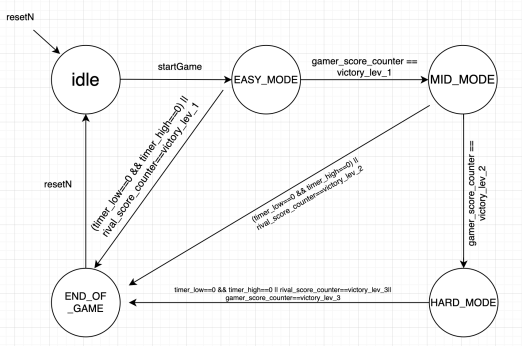 resetN
idle
startGame
EASY_MODE
gamer_score_counter ==
victory_lev_1
MID_MODE
(timer_low==0 && timer_high==0) ||
rival_score_counter==victory_lev_1
(timer_low==0 && timer_high==0) ||
rival_score_counter==victory_lev_2
gamer_score_counter ==
victory_lev_2
resetN
END_OF
_GAME
timer_low==0 && timer_high==0 || rival_score_counter==victory_lev_3||
gamer_score_counter==victory_lev_3
HARD_MODE